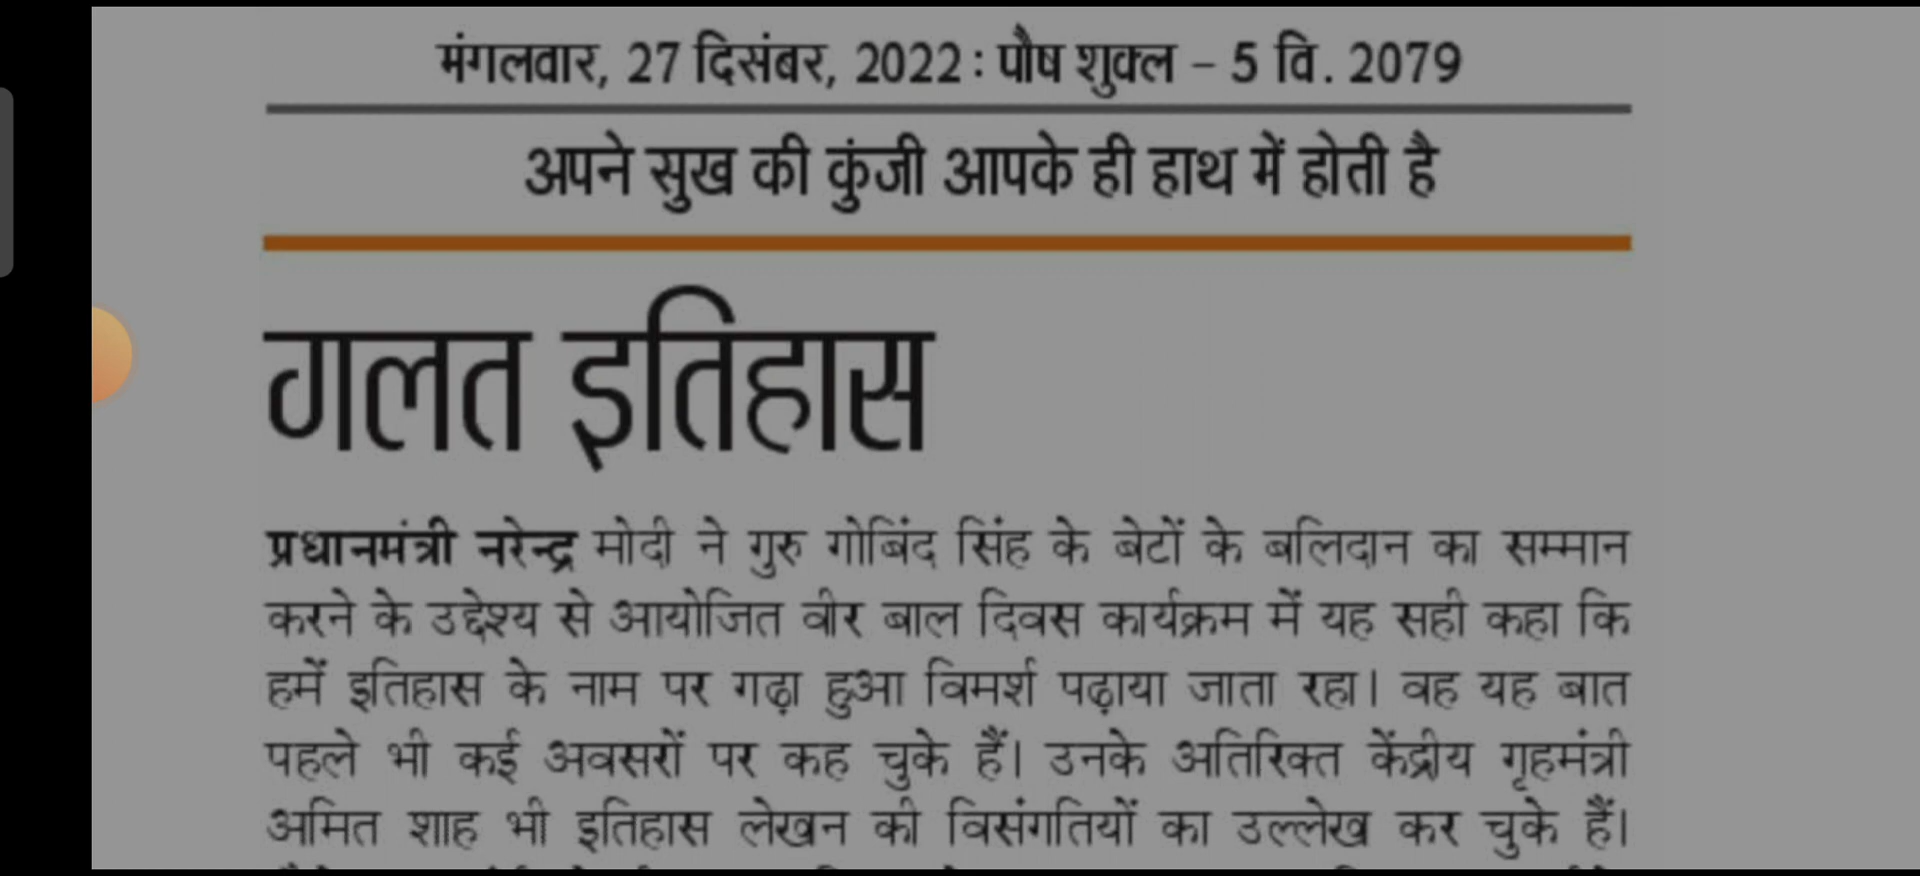 मंगलवार, 27 दिसंबर, 2022 : पौष शुक्ल - 5 वि. 2079
अपने सुख की कुंजी आपके ही हाथ में होती है
गलत इतिहास
प्रधानमंत्री नरेन्द्र मोदी ने गुरु गोबिंद सिंह के बेटों के बलिदान का सम्मान
करने के उद्देश्य से आयोजित वीर बाल दिवस कार्यक्रम में यह सही कहा कि
हमें इतिहास के नाम पर गढ़ा हुआ विमर्श पढ़ाया जाता रहा। वह यह बात
पहले भी कई अवसरों पर कह चुके हैं। उनके अतिरिक्त केंद्रीय गृहमंत्री
अमित शाह भी इतिहास लेखन की विसंगतियों का उल्लेख कर चुके हैं।